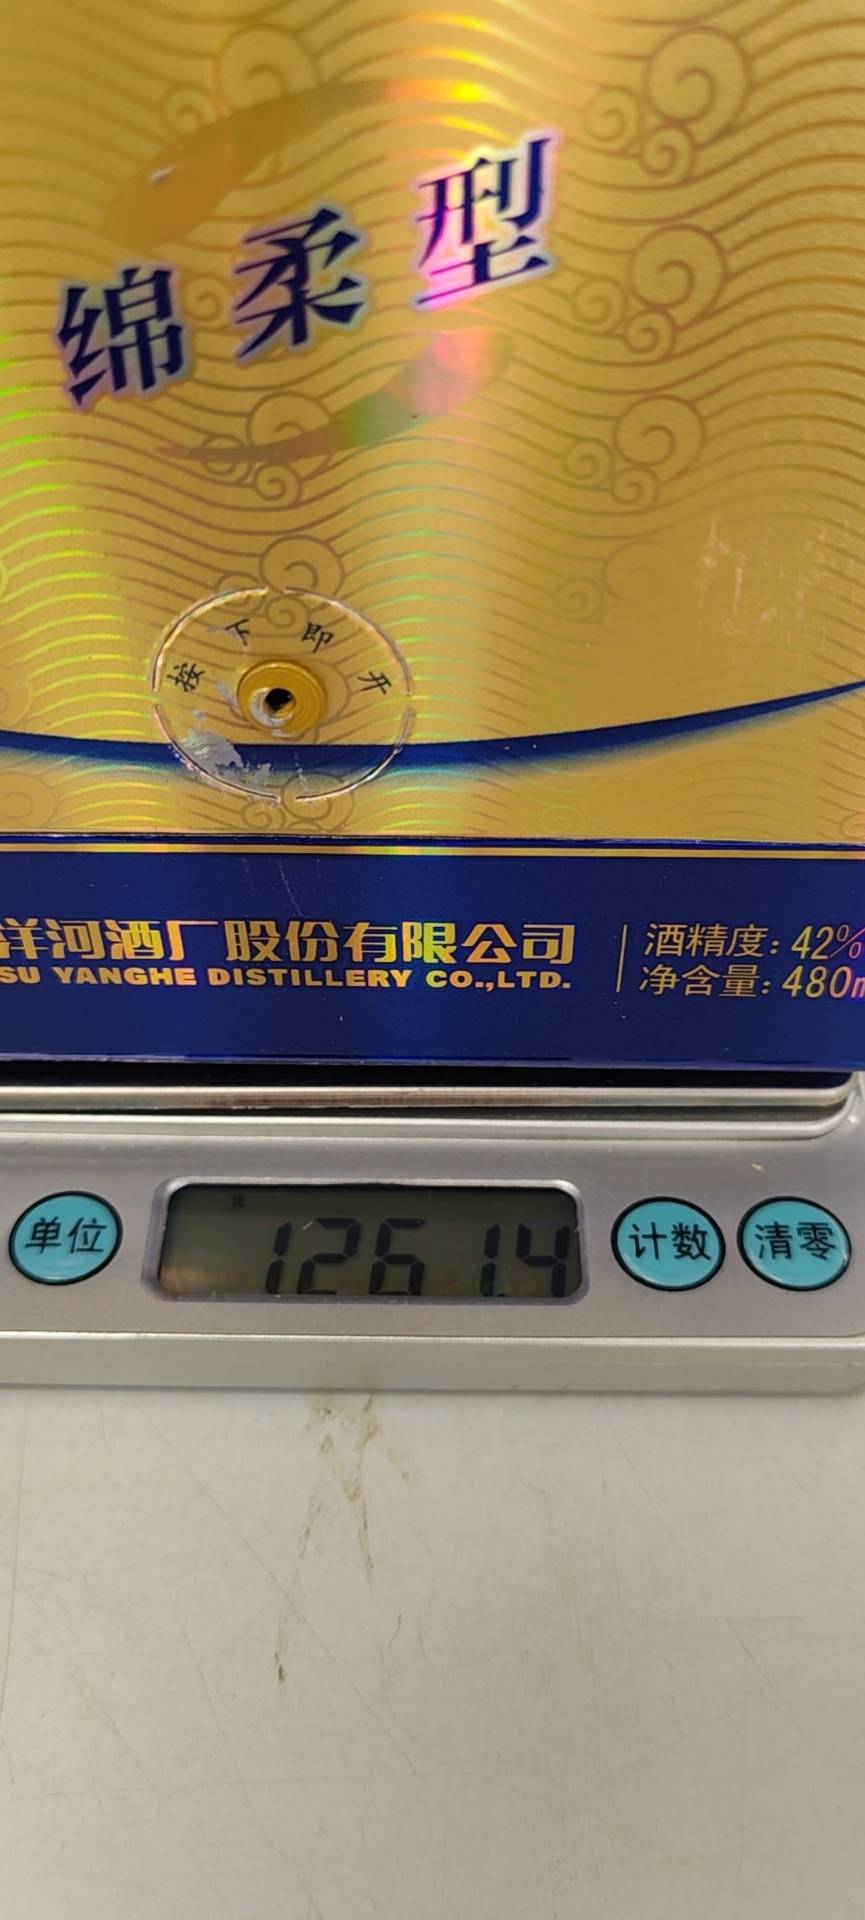 绵柔型
按下即开
洋河酒厂股份有限公司
SU YANGHE DISTILLERY CO.,LTD.
酒精度：42%
净含量：480m
单位
1261.4
计数
清零